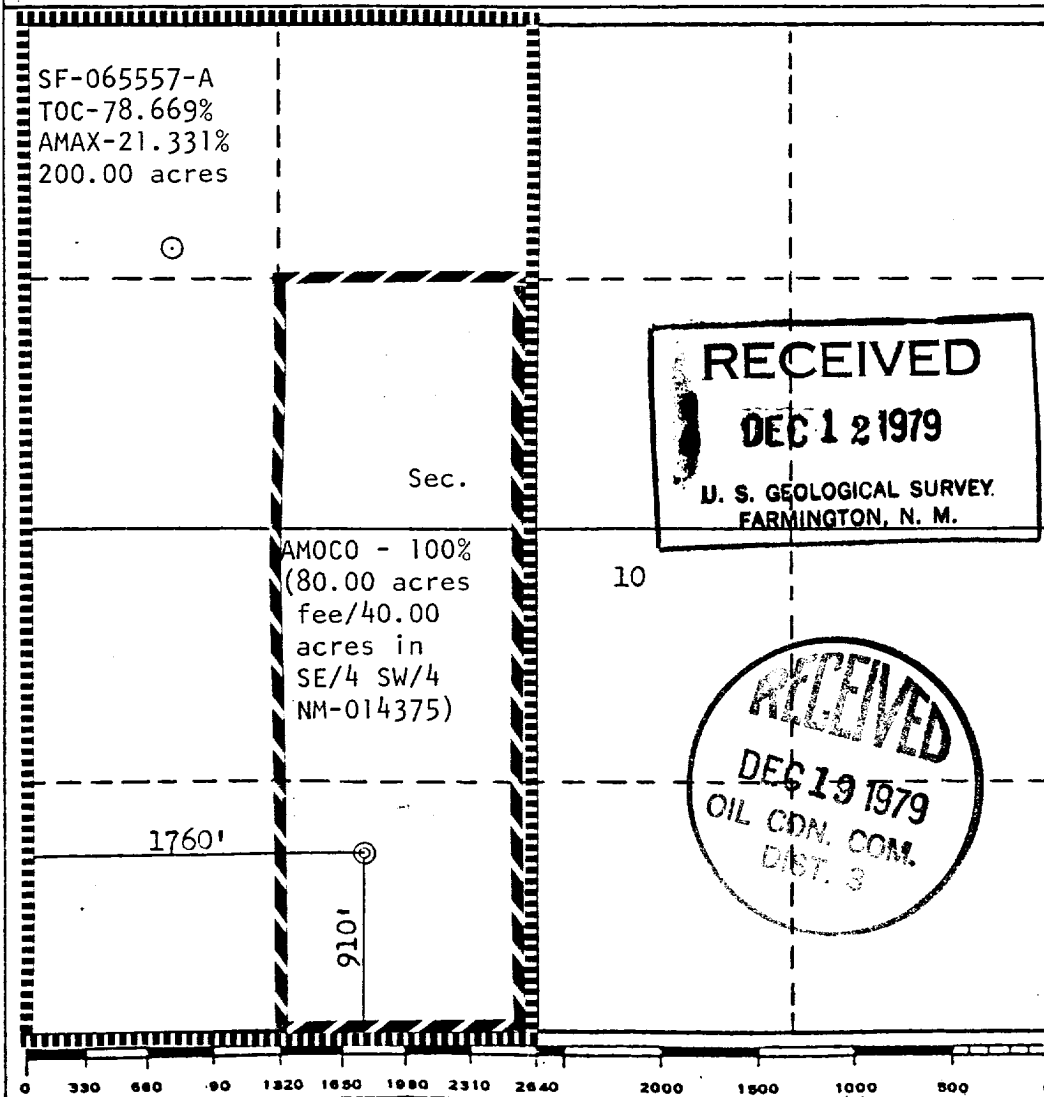 SF-065557-A
TOC-78.669%
AMAX-21.331%
200.00 acres
RECEIVED
DEC 12 1979
U. S. GEOLOGICAL SURVEY.
FARMINGTON, N. M.
Sec.
10
AMOCO - 100%
(80.00 acres
fee/40.00
acres in
SE/4 SW/4
NM-014375)
RECEIVED
DEC 19 1979
OIL CON. COM.
DIST. 3
1760'
910'
0 330 660 90 1320 1650 1980 2310 2640 2000 1500 1000 500